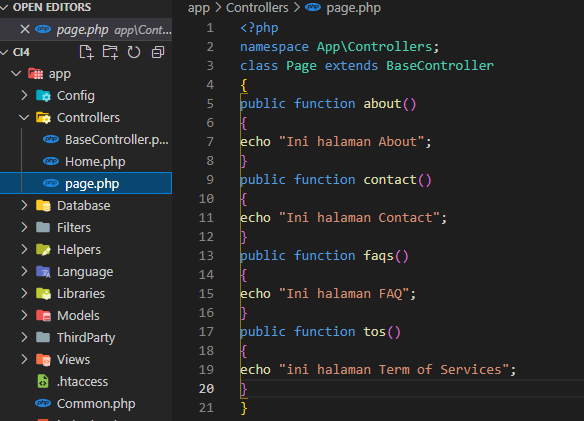 OPEN EDITORS
page.php app\Contr...
CI4
app
Config
Controllers
BaseController.p...
Home.php
page.php
Database
Filters
Helpers
Language
Libraries
Models
ThirdParty
Views
.htaccess
Common.php
app > Controllers > page.php
1 <?php
2 namespace App\Controllers;
3 class Page extends BaseController
4 {
5 public function about()
6 {
7 echo "Ini halaman About";
8 }
9 public function contact()
10 {
11 echo "Ini halaman Contact";
12 }
13 public function faqs()
14 {
15 echo "Ini halaman FAQ";
16 }
17 public function tos()
18 {
19 echo "ini halaman Term of Services";
20 }
21 }